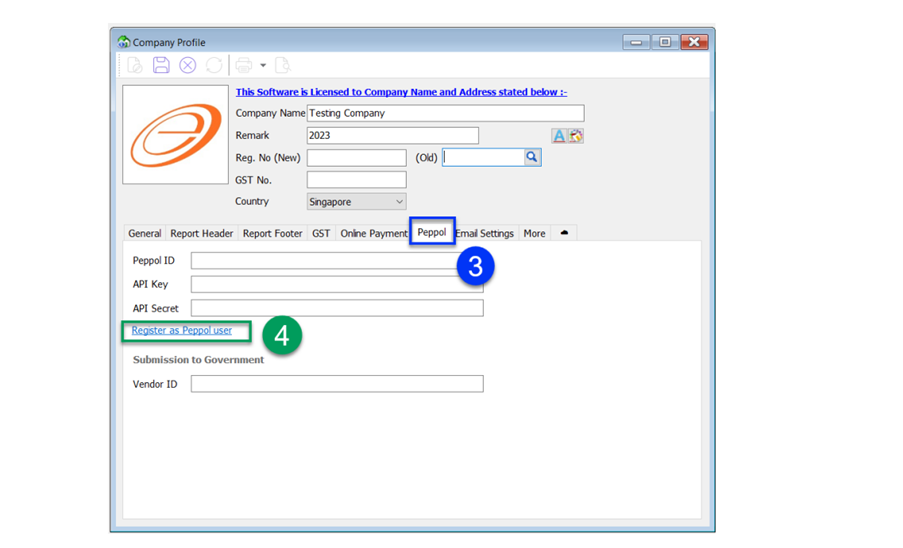 Company Profile
This Software is Licensed to Company Name and Address stated below :-
Company Name Testing Company
Remark 2023
Reg. No (New) (Old)
GST No.
Country Singapore
General Report Header Report Footer GST Online Payment Peppol Email Settings More
3
Peppol ID
API Key
API Secret
Register as Peppol user
4
Submission to Government
Vendor ID